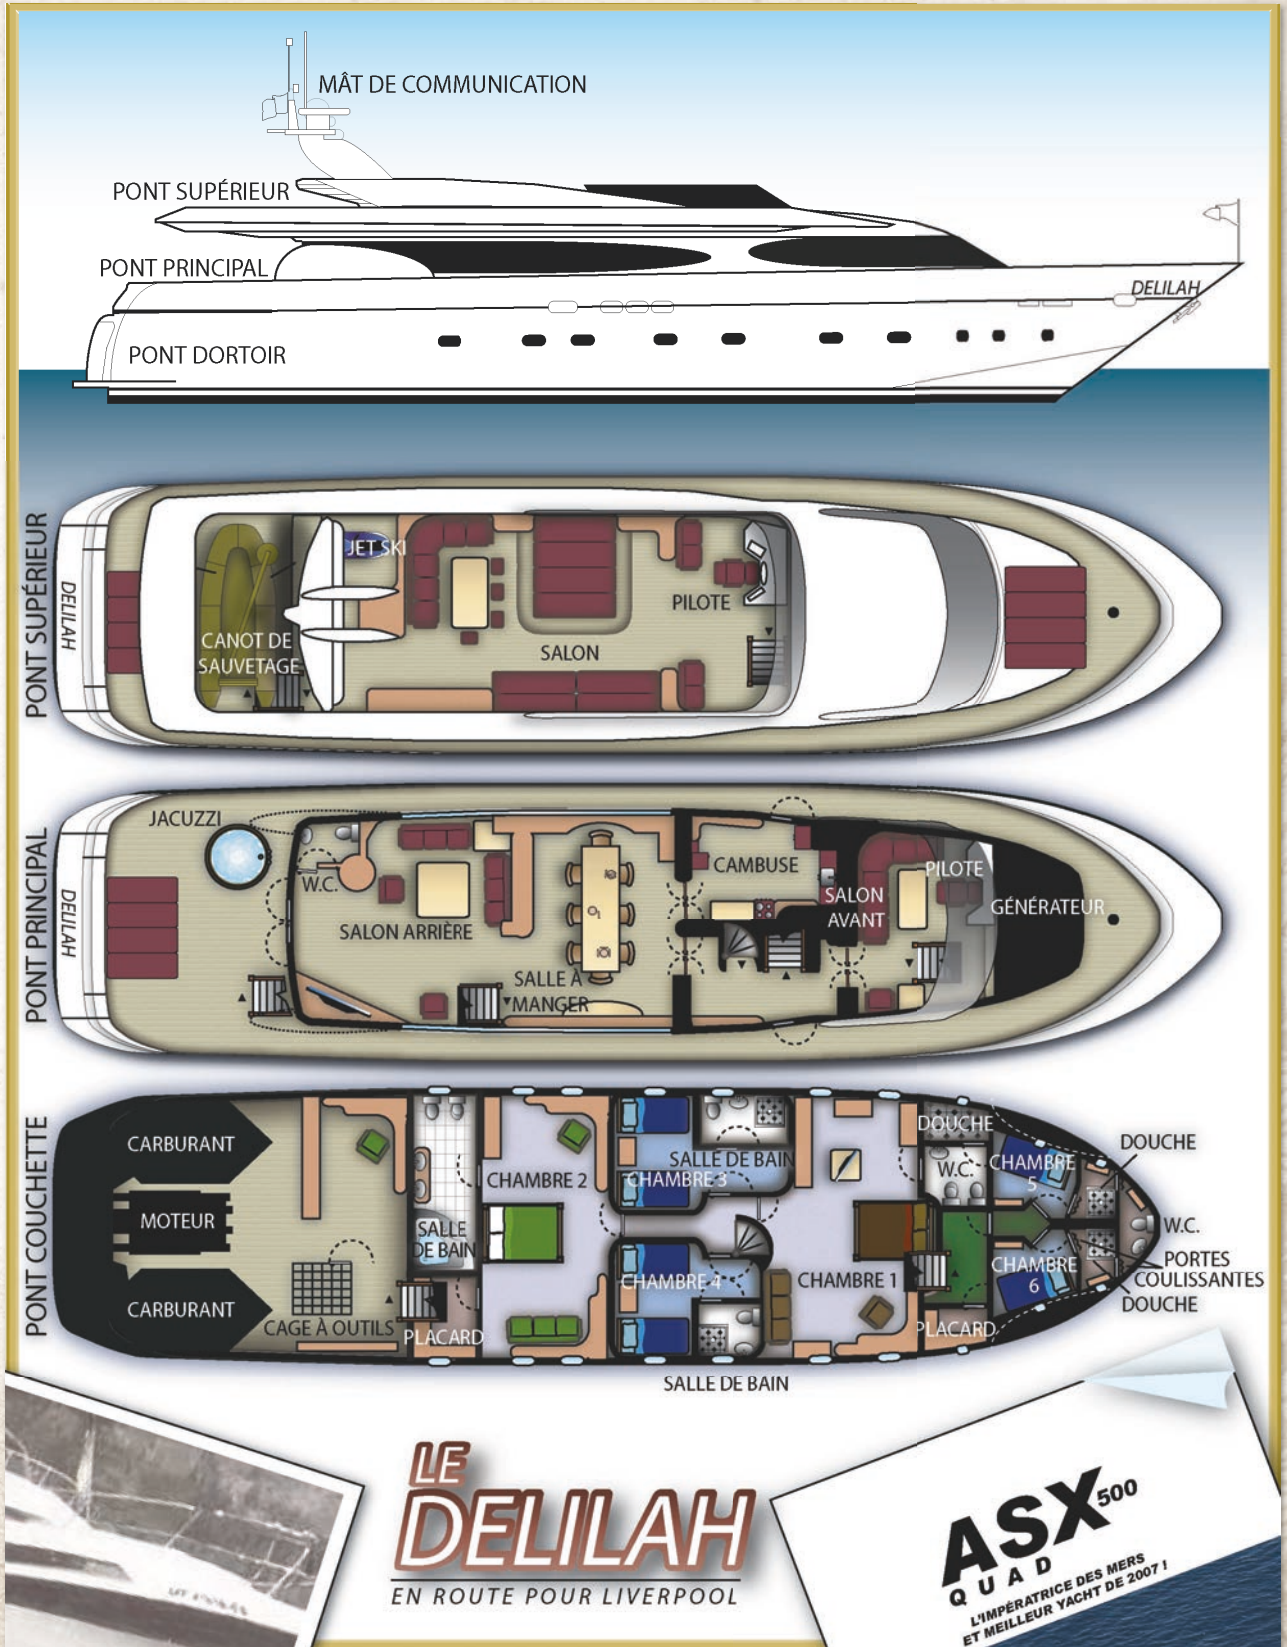 MÂT DE COMMUNICATION
PONT SUPÉRIEUR
PONT PRINCIPAL
DELILAH
PONT DORTOIR
PONT SUPÉRIEUR
DELILAH
JET SKI
CANOT DE
SAUVETAGE
SALON
PILOTE
PONT PRINCIPAL
DELILAH
JACUZZI
W.C.
SALON ARRIÈRE
SALLE À
MANGER
CAMBUSE
SALON
AVANT
PILOTE
GÉNÉRATEUR
PONT COUCHETTE
CARBURANT
MOTEUR
CARBURANT
CAGE À OUTILS
SALLE
DE BAIN
PLACARD
CHAMBRE 2
CHAMBRE 3
SALLE DE BAIN
CHAMBRE 4
SALLE DE BAIN
CHAMBRE 1
DOUCHE
W.C.
PLACARD
CHAMBRE
5
CHAMBRE
6
DOUCHE
W.C.
PORTES
COULISSANTES
DOUCHE
LE
DELILAH
EN ROUTE POUR LIVERPOOL
ASX 500
QUAD
L'IMPÉRATRICE DES MERS
ET MEILLEUR YACHT DE 2007 !